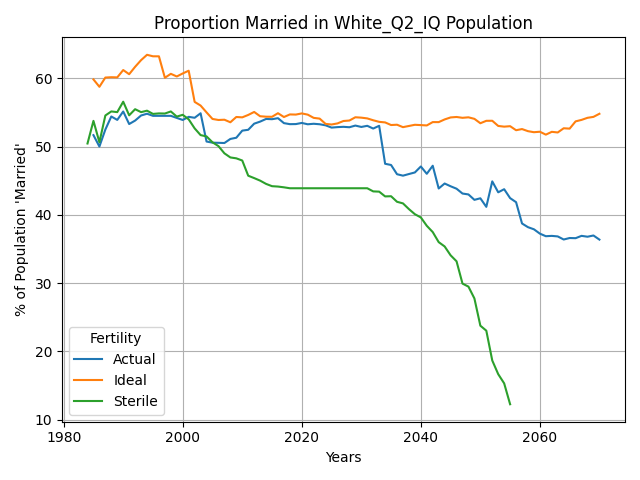 Proportion Married in White_Q2_IQ Population
% of Population 'Married'
60
50
40
30
20
10
Fertility
Actual
Ideal
Sterile
1980 2000 2020 2040 2060
Years